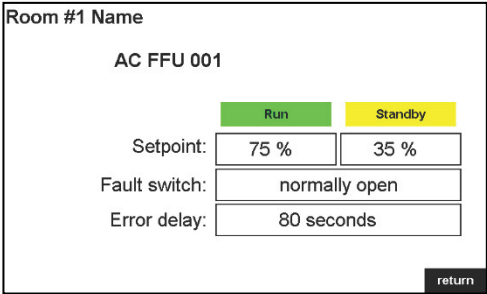 Room #1 Name
AC FFU 001
Run Standby
Setpoint: 75 % 35 %
Fault switch: normally open
Error delay: 80 seconds
return